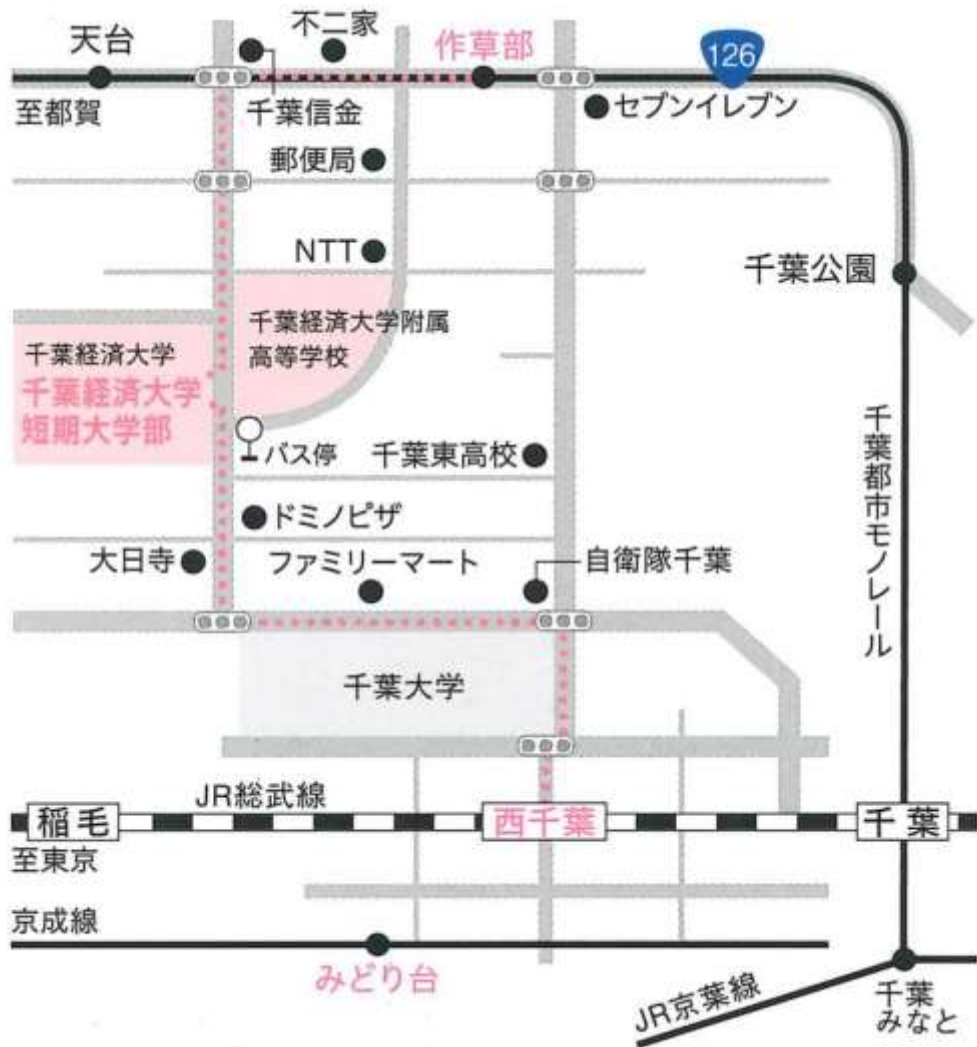 不二家
天台
作草部
126
至都賀
千葉信金
セブンイレブン
郵便局
NTT
千葉公園
千葉経済大学附属
高等学校
千葉経済大学
千葉経済大学
短期大学部
バス停
千葉東高校
千葉都市モノレール
ドミノピザ
大日寺
ファミリーマート
自衛隊千葉
千葉大学
JR総武線
稲毛
西千葉
千葉
至東京
京成線
みどり台
JR京葉線
千葉
みなと